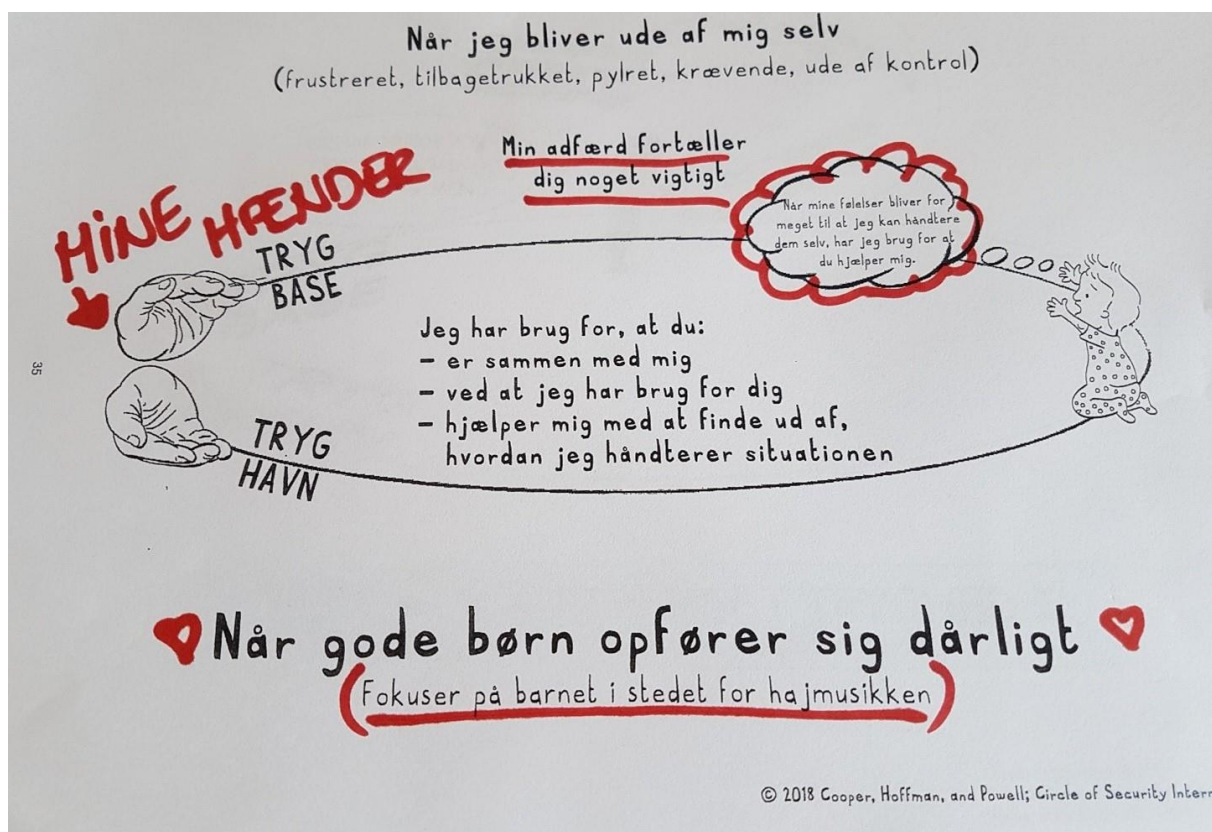 Når jeg bliver ude af mig selv
(frustreret, tilbagetrukket, pylret, krævende, ude af kontrol)
Min adfærd fortæller
dig noget vigtigt
MINE HÆNDER
TRYG
BASE
Når mine følelser bliver for
meget til at jeg kan håndtere
dem selv, har jeg brug for at
du hjælper mig.
Jeg har brug for, at du:
- er sammen med mig
- ved at jeg har brug for dig
- hjælper mig med at finde ud af,
hvordan jeg håndterer situationen
35
TRYG
HAVN
Når gode børn opfører sig dårligt
(Fokuser på barnet i stedet for hajmusikken)
© 2018 Cooper, Hoffman, and Powell; Circle of Security Intern